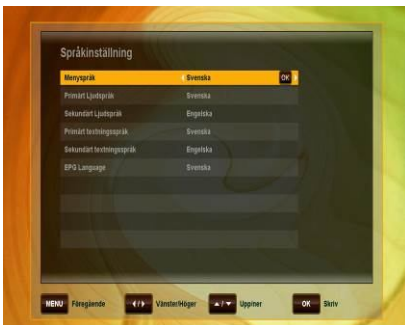 Språkinställning
Menyspråk Svenska OK
Primärt Ljudspråk Svenska
Sekundärt Ljudspråk Engelska
Primärt textningsspråk Svenska
Sekundärt textningsspråk Engelska
EPG Language Svenska
MENU Föregående Vänster/Höger Upp/ner OK Skriv